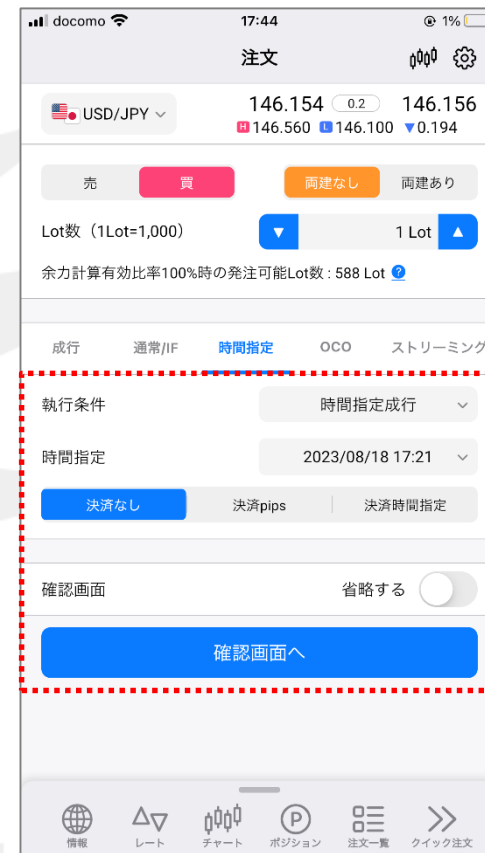 docomo 17:44 1%
注文
USD/JPY 146.154 0.2 146.156
H 146.560 L 146.100 ▼0.194
売 買 両建なし 両建あり
Lot数（1Lot=1,000） ▼ 1 Lot ▲
余力計算有効比率100%時の発注可能Lot数 : 588 Lot ?
成行 通常/IF 時間指定 OCO ストリーミング
執行条件 時間指定成行
時間指定 2023/08/18 17:21
決済なし 決済pips 決済時間指定
確認画面 省略する
確認画面へ
情報 レート チャート P ポジション 注文一覧 クイック注文